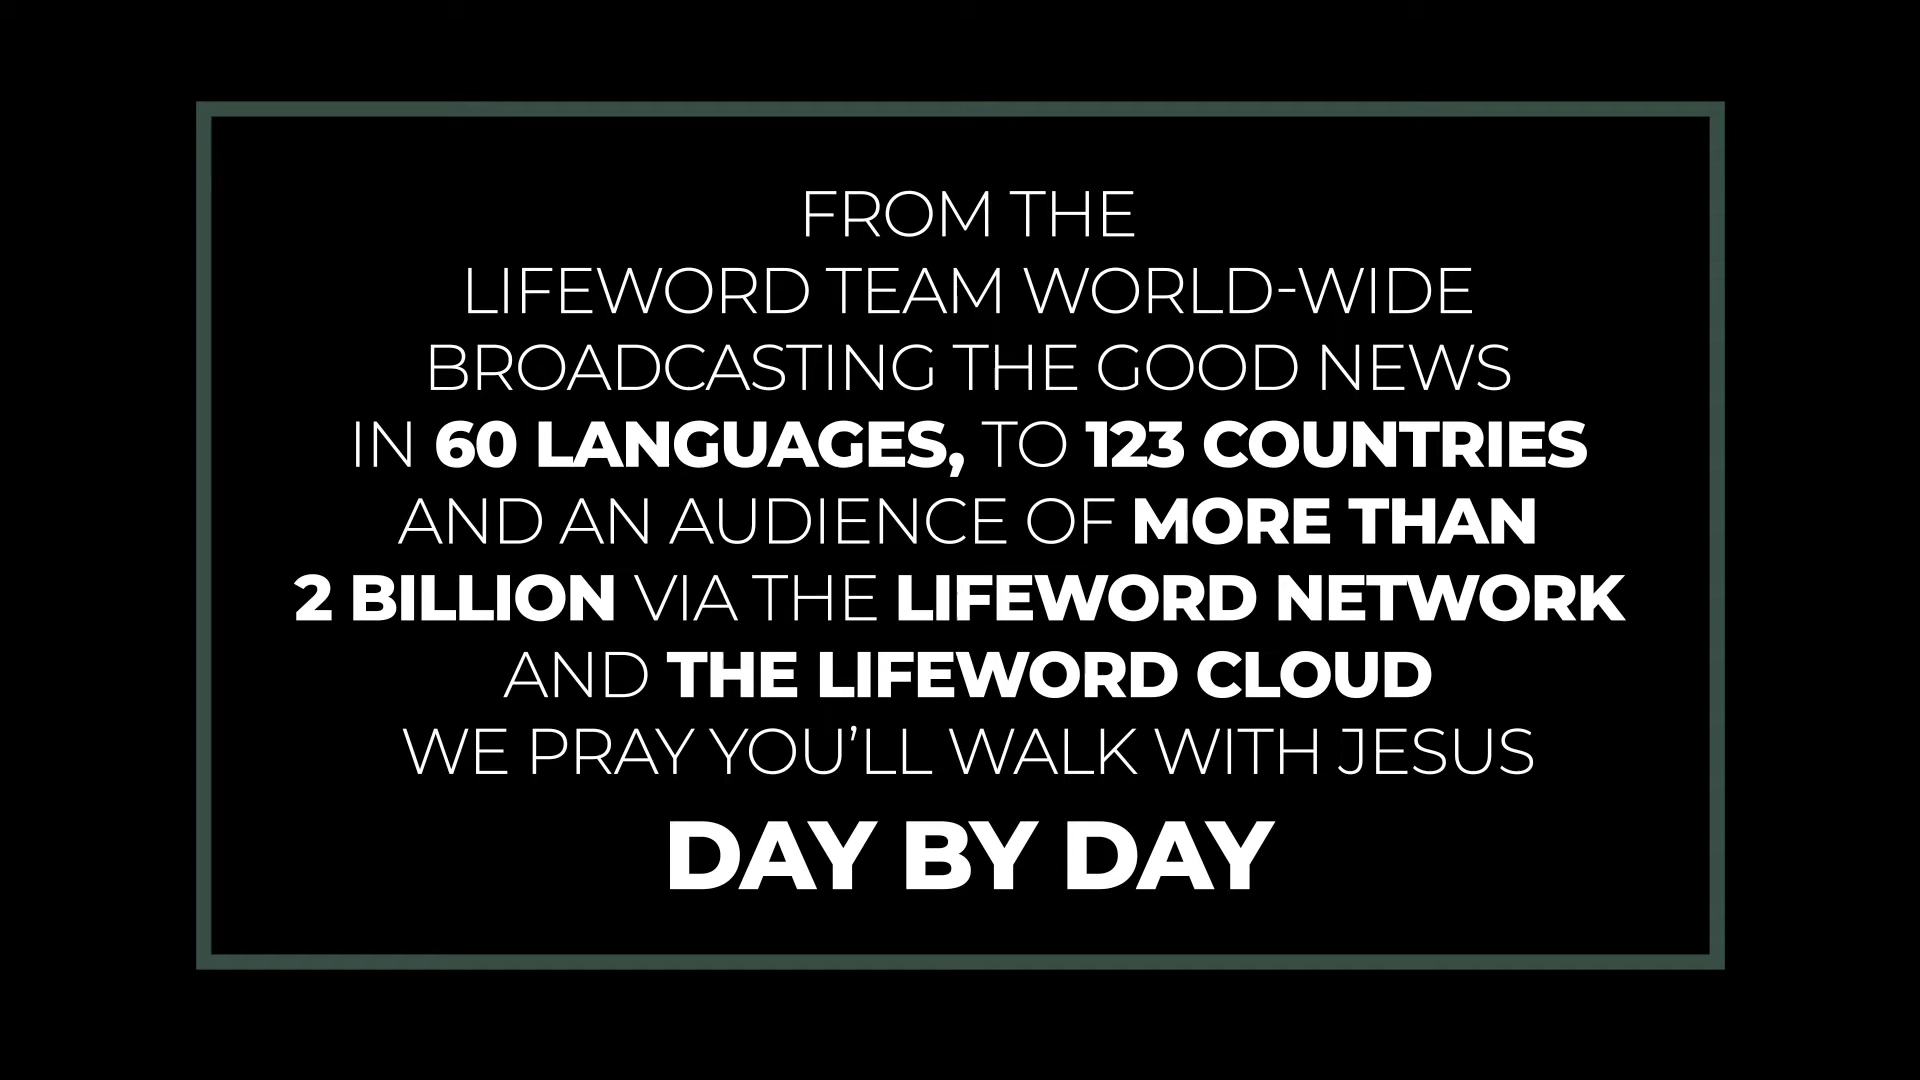 FROM THE
LIFEWORD TEAM WORLD-WIDE
BROADCASTING THE GOOD NEWS
IN 60 LANGUAGES, TO 123 COUNTRIES
AND AN AUDIENCE OF MORE THAN
2 BILLION VIA THE LIFEWORD NETWORK
AND THE LIFEWORD CLOUD
WE PRAY YOU’LL WALK WITH JESUS
DAY BY DAY